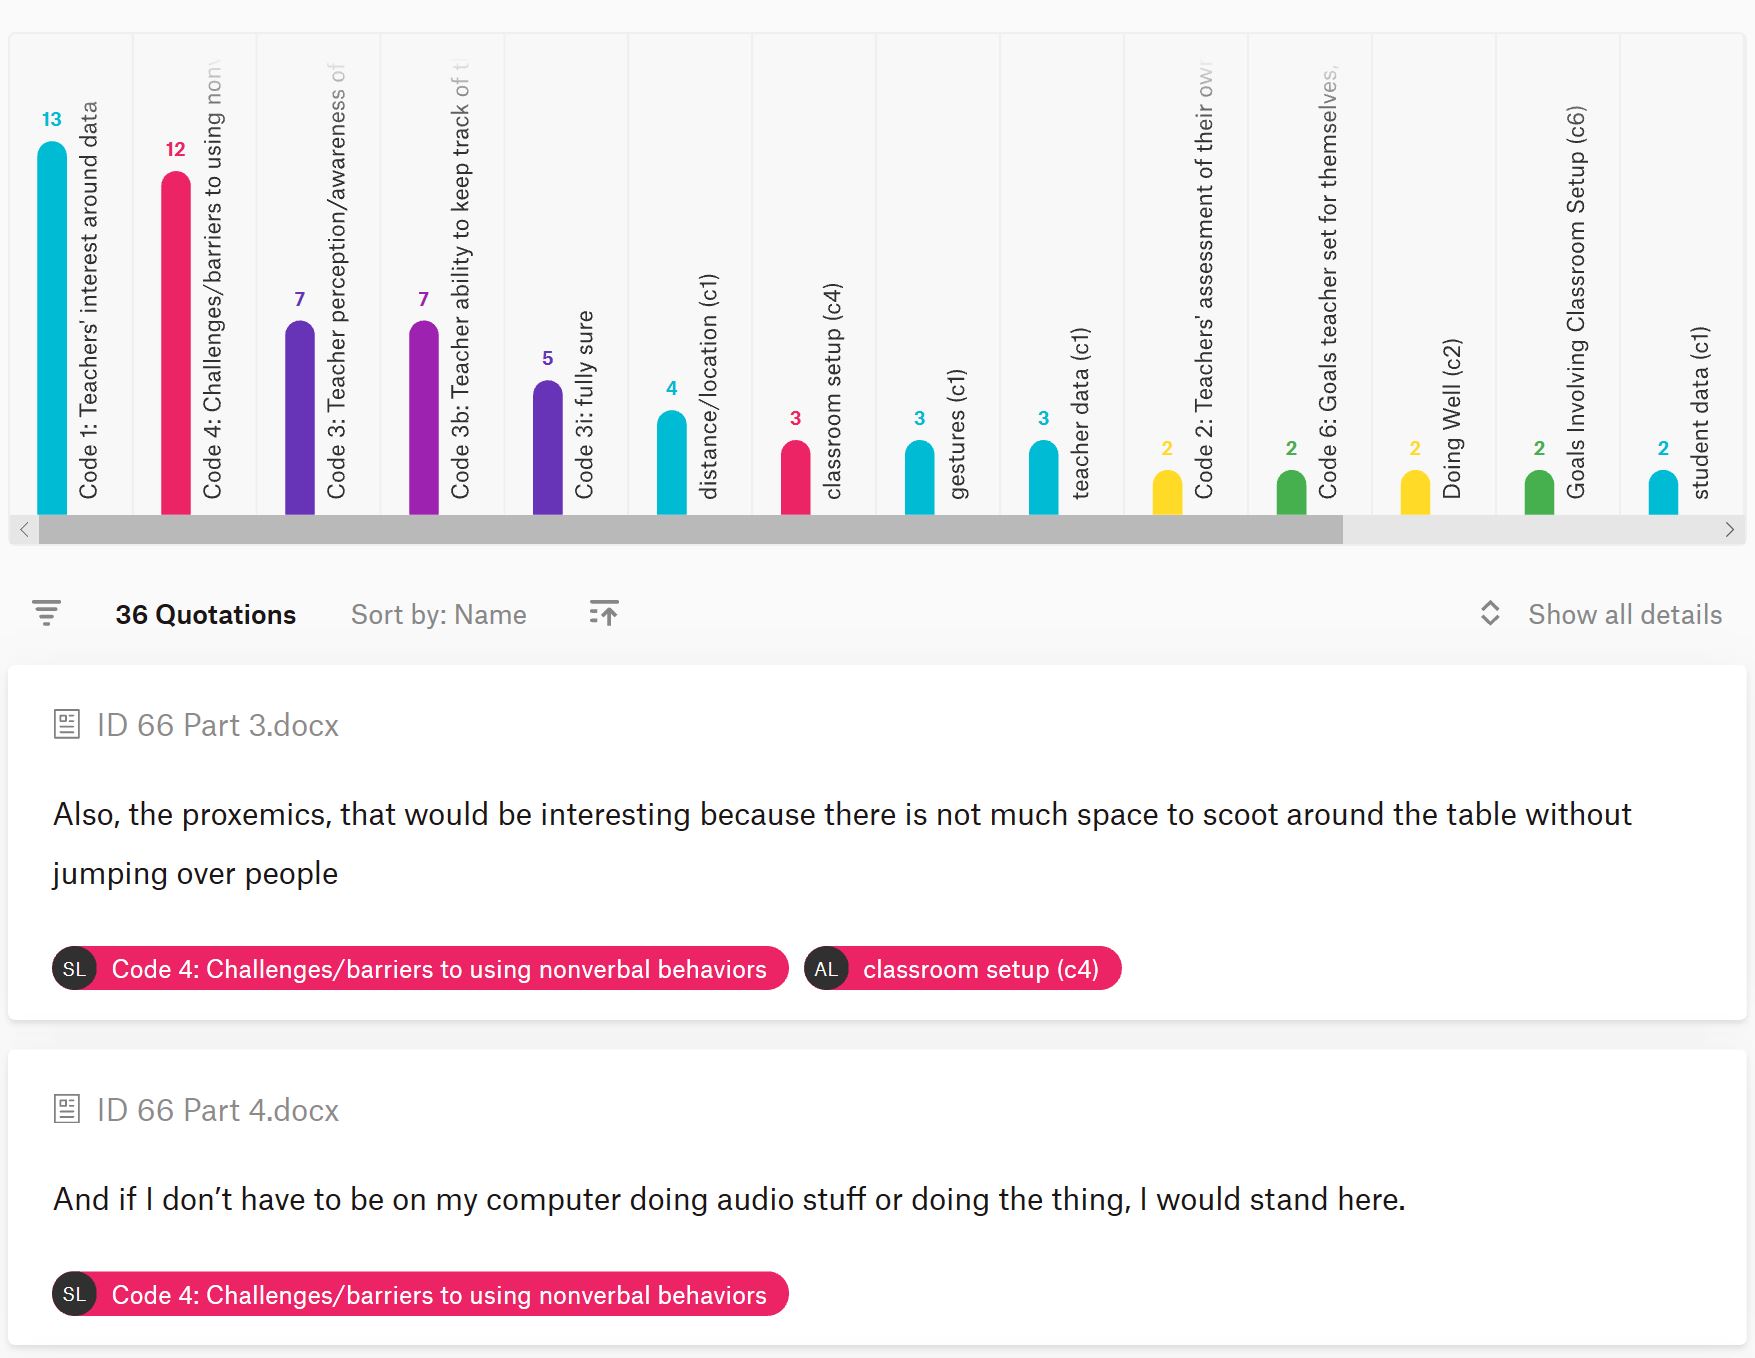 13
Code 1: Teachers' interest around data
12
Code 4: Challenges/barriers to using non
7
Code 3: Teacher perception/awareness of
7
Code 3b: Teacher ability to keep track of t
5
Code 3i: fully sure
4
distance/location (c1)
3
classroom setup (c4)
3
gestures (c1)
3
teacher data (c1)
2
Code 2: Teachers' assessment of their own
2
Code 6: Goals teacher set for themselves,
2
Doing Well (c2)
2
Goals Involving Classroom Setup (c6)
2
student data (c1)
36 Quotations Sort by: Name Show all details
ID 66 Part 3.docx
Also, the proxemics, that would be interesting because there is not much space to scoot around the table without
jumping over people
SL Code 4: Challenges/barriers to using nonverbal behaviors AL classroom setup (c4)
ID 66 Part 4.docx
And if I don’t have to be on my computer doing audio stuff or doing the thing, I would stand here.
SL Code 4: Challenges/barriers to using nonverbal behaviors